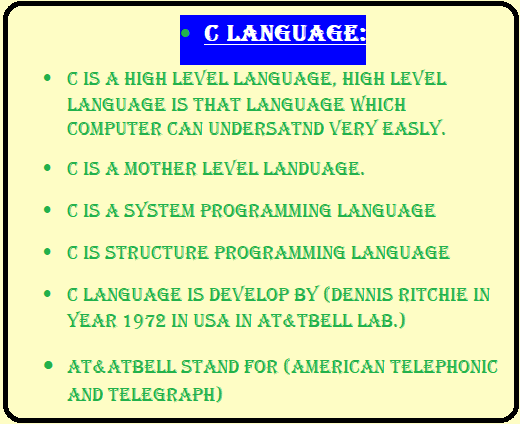 • C LANGUAGE:
• C IS A HIGH LEVEL LANGUAGE, HIGH LEVEL
LANGUAGE IS THAT LANGUAGE WHICH
COMPUTER CAN UNDERSATND VERY EASLY.
• C IS A MOTHER LEVEL LANDUAGE.
• C IS A SYSTEM PROGRAMMING LANGUAGE
• C IS STRUCTURE PROGRAMMING LANGUAGE
• C LANGUAGE IS DEVELOP BY (DENNIS RITCHIE IN
YEAR 1972 IN USA IN AT&TBELL LAB.)
• AT&ATBELL STAND FOR (AMERICAN TELEPHONIC
AND TELEGRAPH)